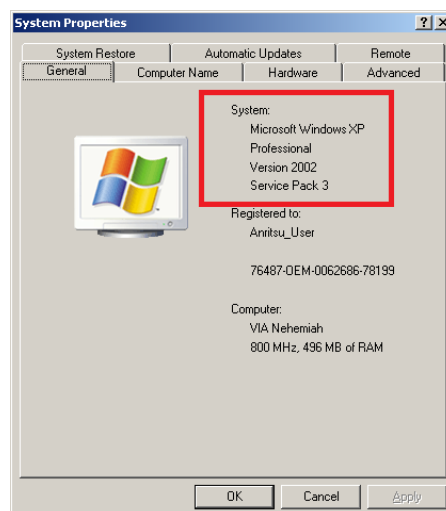 System Properties
System Restore
Automatic Updates
Remote
General
Computer Name
Hardware
Advanced
System:
Microsoft Windows XP
Professional
Version 2002
Service Pack 3
Registered to:
Anritsu_User
76487-OEM-0062686-78199
Computer:
VIA Nehemiah
800 MHz, 496 MB of RAM
OK
Cancel
Apply